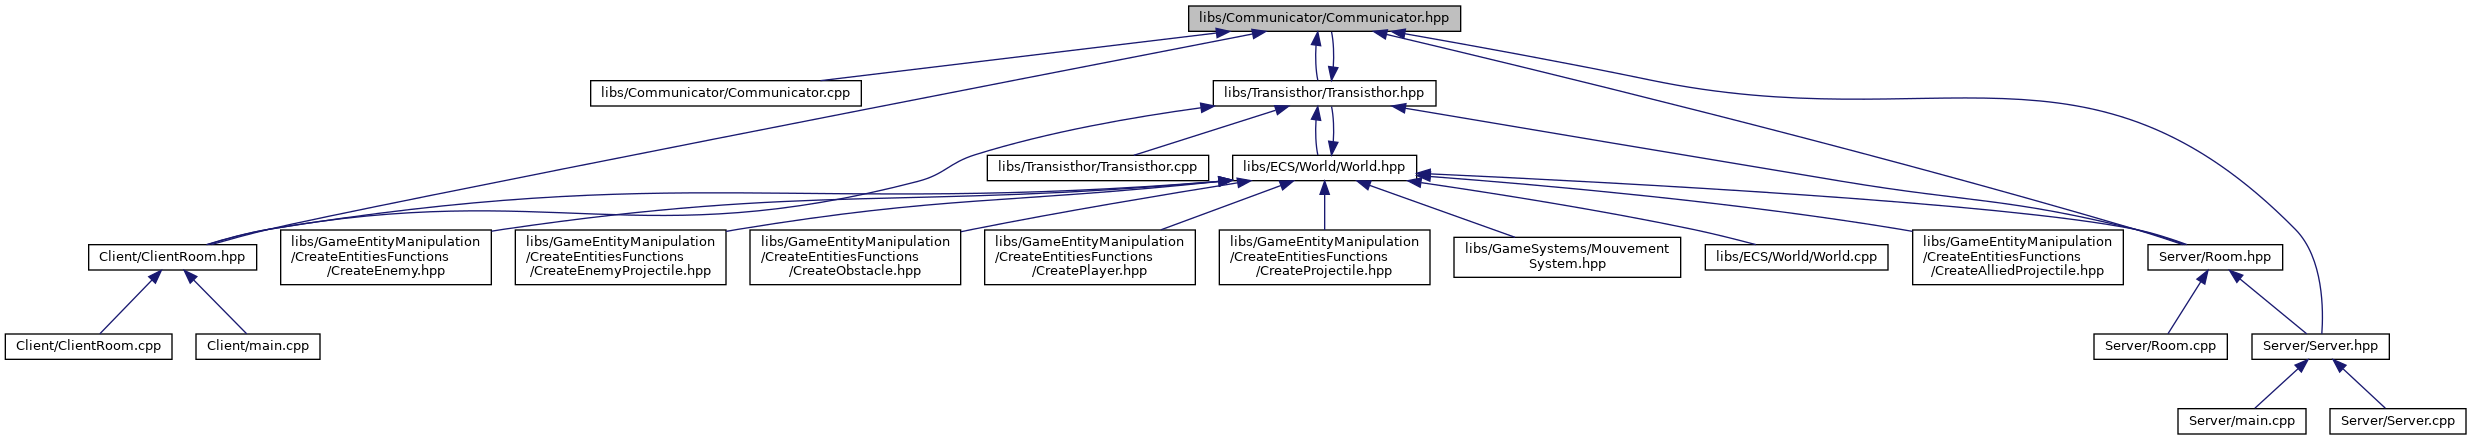 libs/Communicator/Communicator.hpp
libs/Communicator/Communicator.cpp
libs/Transisthor/Transisthor.hpp
libs/Transisthor/Transisthor.cpp
libs/ECS/World/World.hpp
Client/ClientRoom.hpp
libs/GameEntityManipulation
/CreateEntitiesFunctions
/CreateEnemy.hpp
libs/GameEntityManipulation
/CreateEntitiesFunctions
/CreateEnemyProjectile.hpp
libs/GameEntityManipulation
/CreateEntitiesFunctions
/CreateObstacle.hpp
libs/GameEntityManipulation
/CreateEntitiesFunctions
/CreatePlayer.hpp
libs/GameEntityManipulation
/CreateEntitiesFunctions
/CreateProjectile.hpp
libs/GameSystems/Mouvement
System.hpp
libs/ECS/World/World.cpp
libs/GameEntityManipulation
/CreateEntitiesFunctions
/CreateAlliedProjectile.hpp
Server/Room.hpp
Client/ClientRoom.cpp
Client/main.cpp
Server/Room.cpp
Server/Server.hpp
Server/main.cpp
Server/Server.cpp